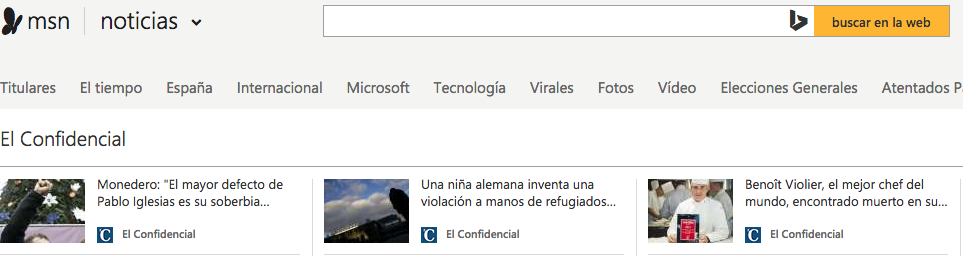 msn noticias
buscar en la web
Titulares El tiempo España Internacional Microsoft Tecnología Virales Fotos Vídeo Elecciones Generales Atentados
El Confidencial
Monedero: "El mayor defecto de
Pablo Iglesias es su soberbia...
C El Confidencial
Una niña alemana inventa una
violación a manos de refugiados...
C El Confidencial
Benoît Violier, el mejor chef del
mundo, encontrado muerto en su...
C El Confidencial